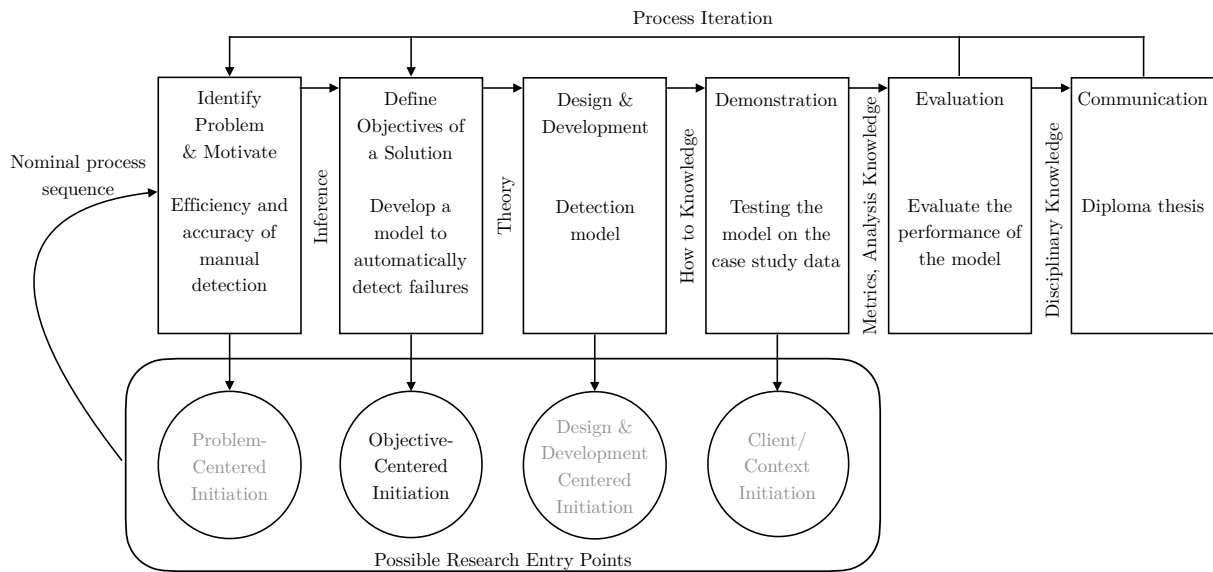 Process Iteration
Identify
Problem
& Motivate
Efficiency and
accuracy of
manual
detection
Inference
Define
Objectives of
a Solution
Develop a
model to
automatically
detect failures
Theory
Design &
Development
Detection
model
How to Knowledge
Demonstration
Testing the
model on the
case study data
Metrics, Analysis Knowledge
Evaluation
Evaluate the
performance of
the model
Disciplinary Knowledge
Communication
Diploma thesis
Nominal process
sequence
Problem-
Centered
Initiation
Objective-
Centered
Initiation
Design &
Development
Centered
Initiation
Client/
Context
Initiation
Possible Research Entry Points